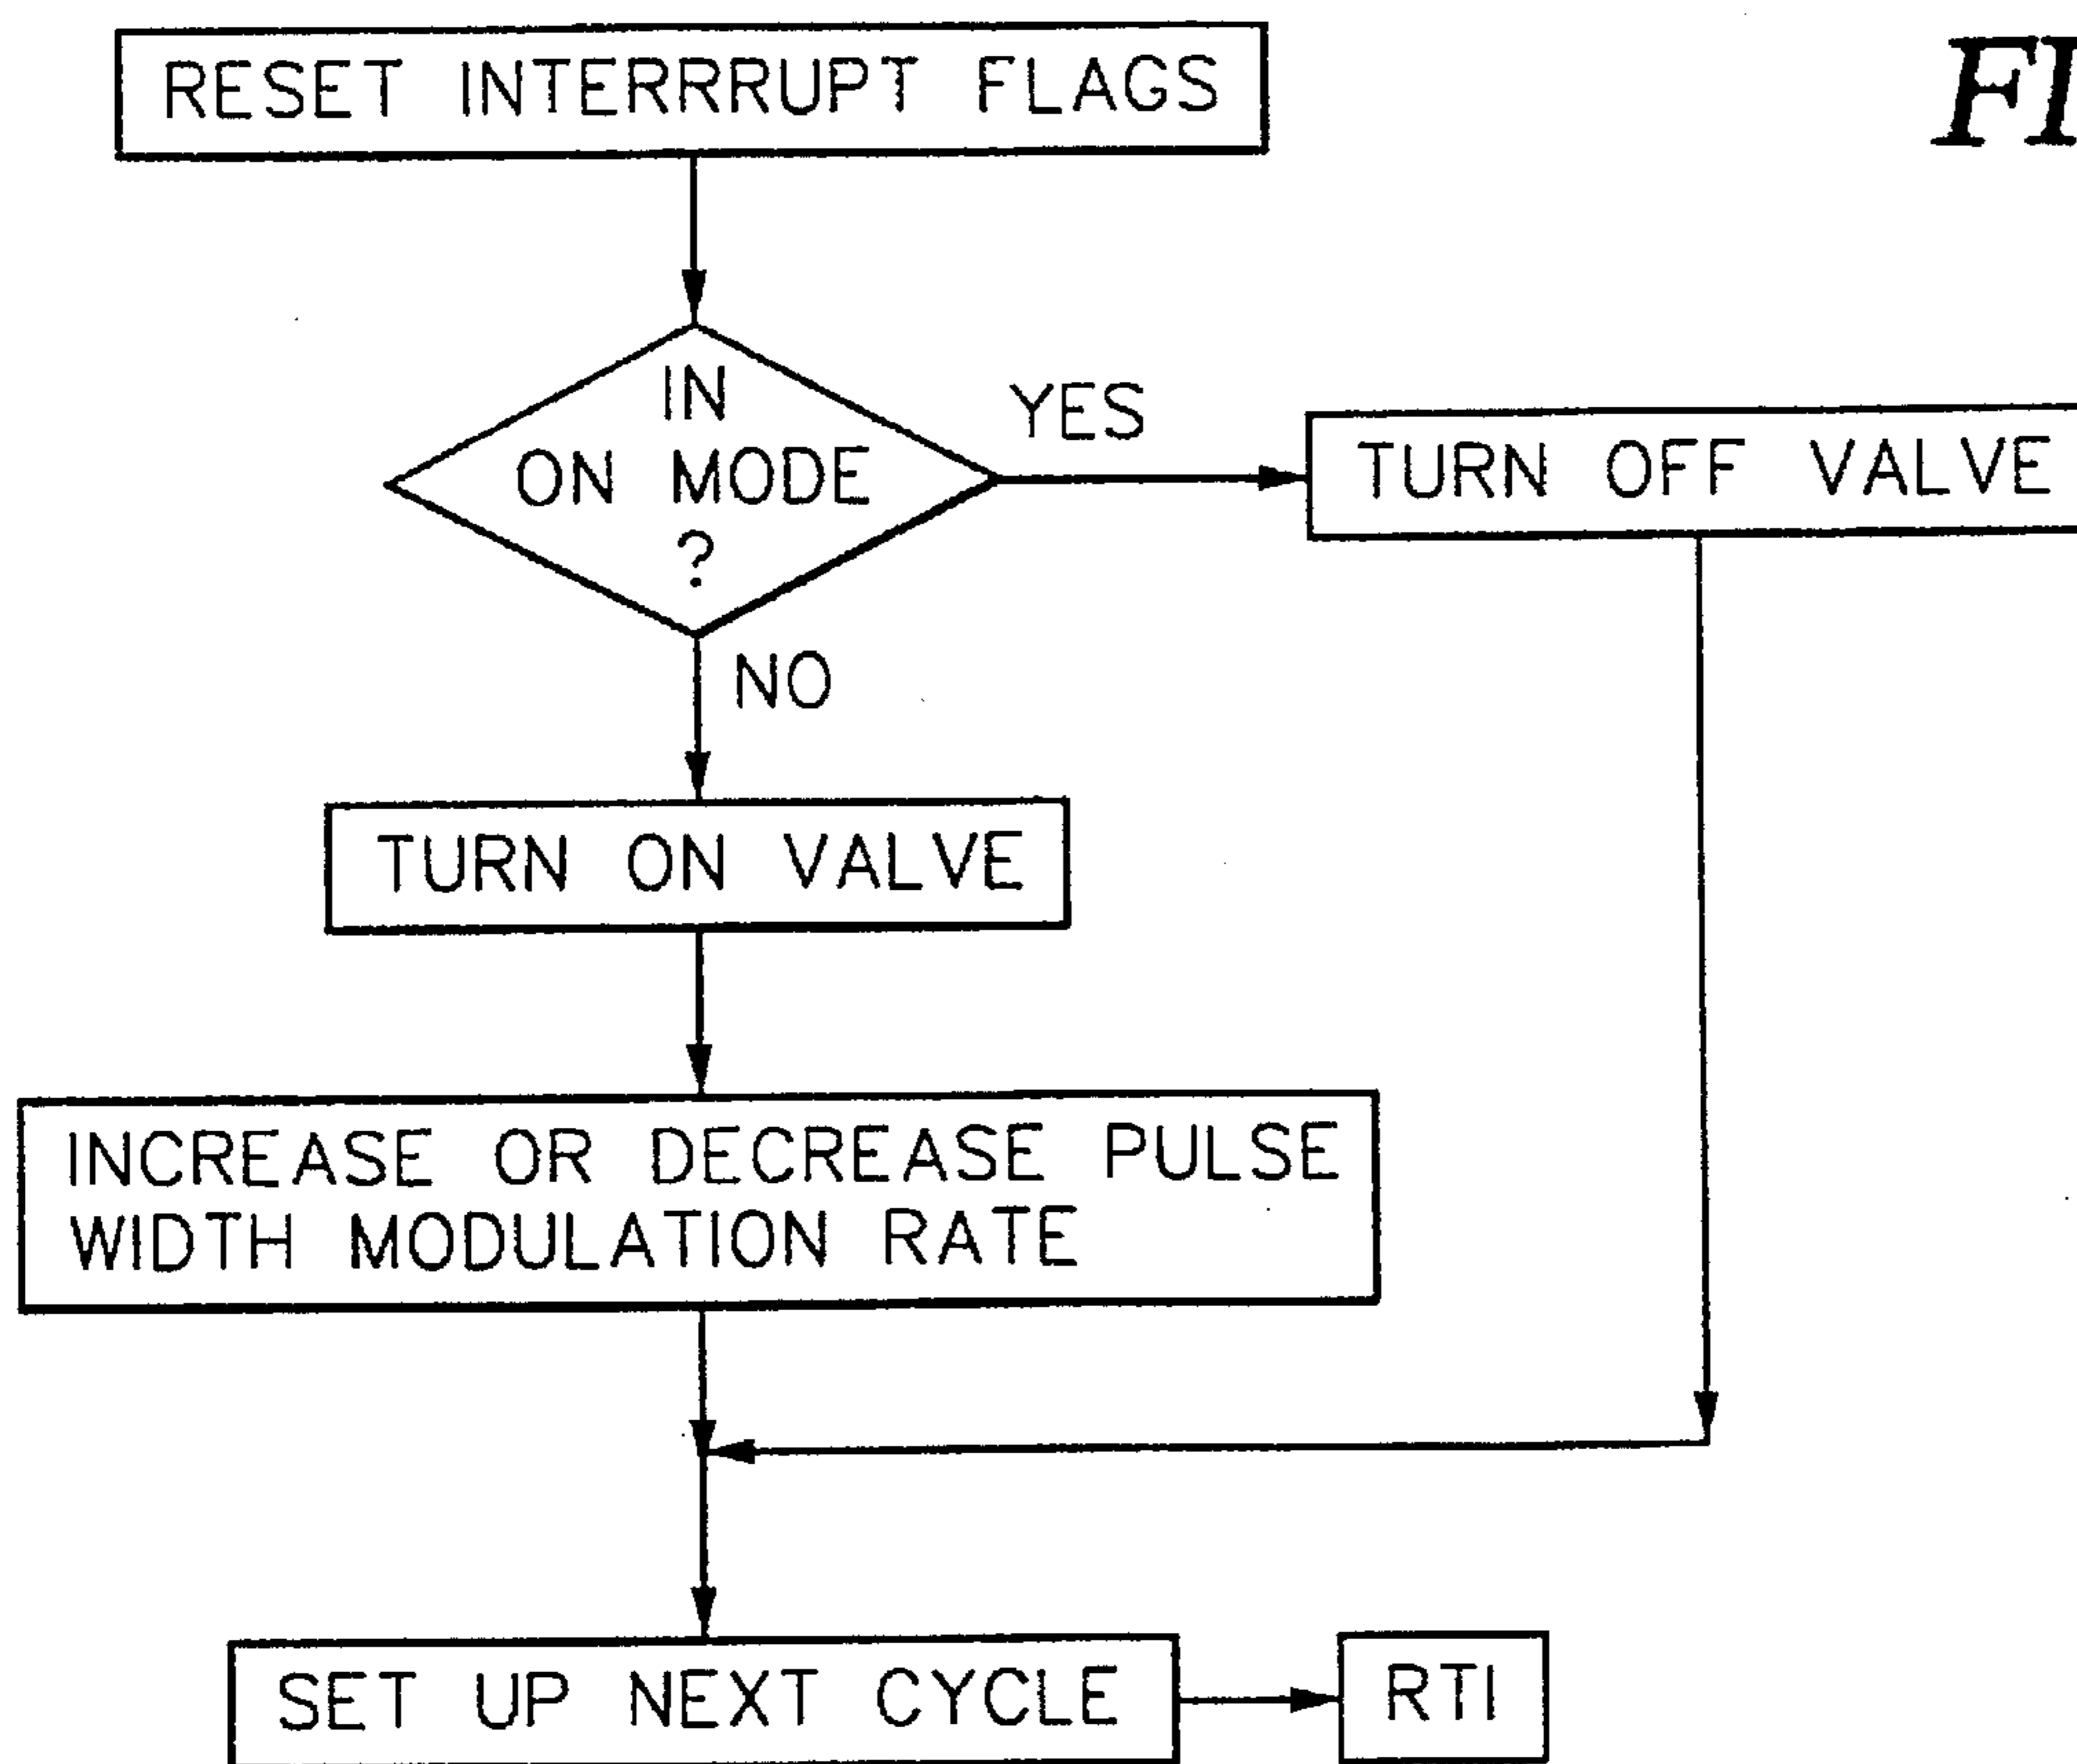 RESET INTERRRUPT FLAGS
IN
ON MODE
?
YES
TURN OFF VALVE
NO
TURN ON VALVE
INCREASE OR DECREASE PULSE
WIDTH MODULATION RATE
SET UP NEXT CYCLE
RTI